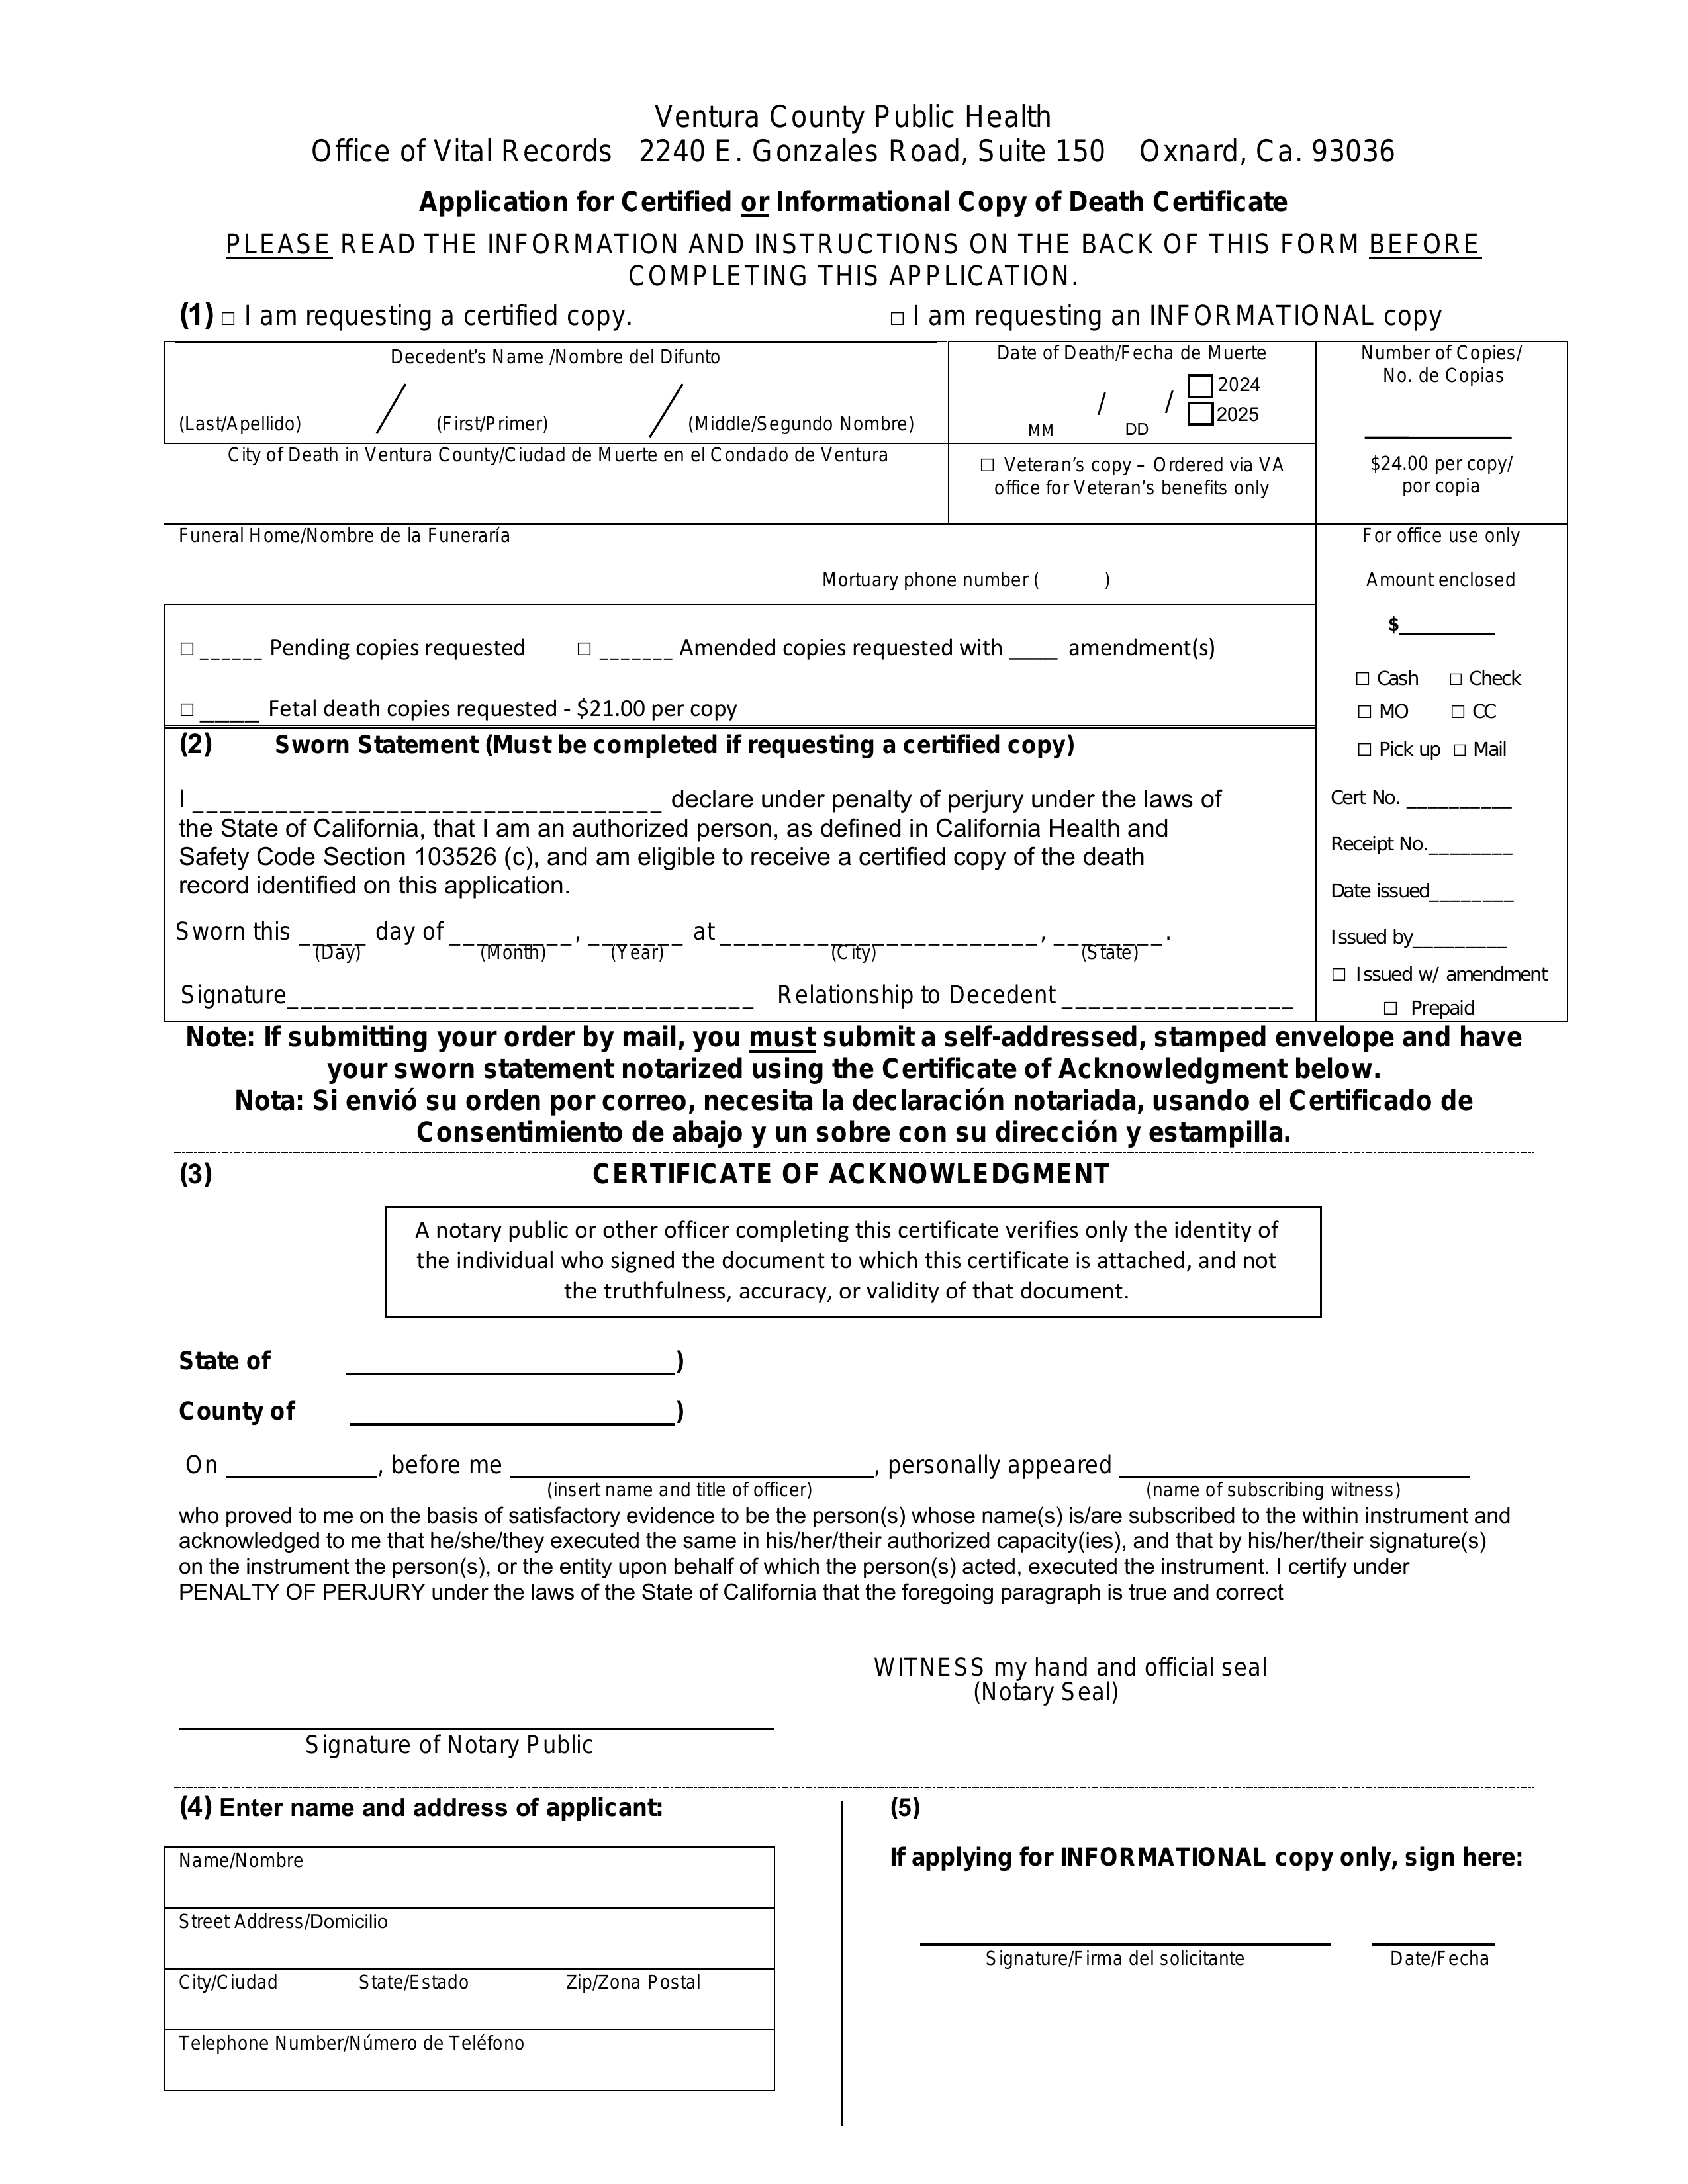 Ventura County Public Health
Office of Vital Records 2240 E. Gonzales Road, Suite 150 Oxnard, Ca. 93036
Application for Certified or Informational Copy of Death Certificate
PLEASE READ THE INFORMATION AND INSTRUCTIONS ON THE BACK OF THIS FORM BEFORE
COMPLETING THIS APPLICATION.
(1) □ I am requesting a certified copy. □ I am requesting an INFORMATIONAL copy
Decedent's Name /Nombre del Difunto
(Last/Apellido) / (First/Primer) / (Middle/Segundo Nombre)
Date of Death/Fecha de Muerte
/ / □ 2024
□ 2025
MM DD
Number of Copies/
No. de Copias
________
$24.00 per copy/
por copia
City of Death in Ventura County/Ciudad de Muerte en el Condado de Ventura
□ Veteran's copy – Ordered via VA
office for Veteran's benefits only
Funeral Home/Nombre de la Funeraría
Mortuary phone number ( )
□ ______ Pending copies requested □ _______ Amended copies requested with ____ amendment(s)
□ ____ Fetal death copies requested - $21.00 per copy
For office use only
Amount enclosed
$________
□ Cash □ Check
□ MO □ CC
□ Pick up □ Mail
Cert No. __________
Receipt No.________
Date issued________
Issued by_________
□ Issued w/ amendment
□ Prepaid
(2) Sworn Statement (Must be completed if requesting a certified copy)
I __________________________________ declare under penalty of perjury under the laws of
the State of California, that I am an authorized person, as defined in California Health and
Safety Code Section 103526 (c), and am eligible to receive a certified copy of the death
record identified on this application.
Sworn this _____ day of _________, _______ at _______________________, ________.
(Day) (Month) (Year) (City) (State)
Signature__________________________________ Relationship to Decedent _________________
Note: If submitting your order by mail, you must submit a self-addressed, stamped envelope and have
your sworn statement notarized using the Certificate of Acknowledgment below.
Nota: Si envió su orden por correo, necesita la declaración notariada, usando el Certificado de
Consentimiento de abajo y un sobre con su dirección y estampilla.
(3) CERTIFICATE OF ACKNOWLEDGMENT
A notary public or other officer completing this certificate verifies only the identity of
the individual who signed the document to which this certificate is attached, and not
the truthfulness, accuracy, or validity of that document.
State of ____________________)
County of ____________________)
On __________, before me ________________________, personally appeared _______________________
(insert name and title of officer) (name of subscribing witness)
who proved to me on the basis of satisfactory evidence to be the person(s) whose name(s) is/are subscribed to the within instrument and
acknowledged to me that he/she/they executed the same in his/her/their authorized capacity(ies), and that by his/her/their signature(s)
on the instrument the person(s), or the entity upon behalf of which the person(s) acted, executed the instrument. I certify under
PENALTY OF PERJURY under the laws of the State of California that the foregoing paragraph is true and correct
WITNESS my hand and official seal
(Notary Seal)
Signature of Notary Public
(4) Enter name and address of applicant:
Name/Nombre
Street Address/Domicilio
City/Ciudad State/Estado Zip/Zona Postal
Telephone Number/Número de Teléfono
(5)
If applying for INFORMATIONAL copy only, sign here:
Signature/Firma del solicitante Date/Fecha